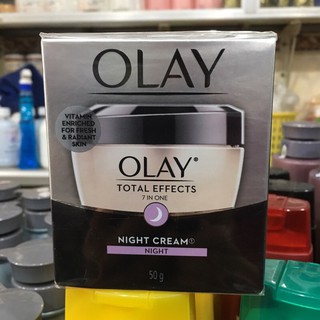 OLAY
VITAMIN
ENRICHED
FOR FRESH
& RADIANT
SKIN
OLAY®
TOTAL EFFECTS
7 IN ONE
NIGHT CREAM
NIGHT
50 g